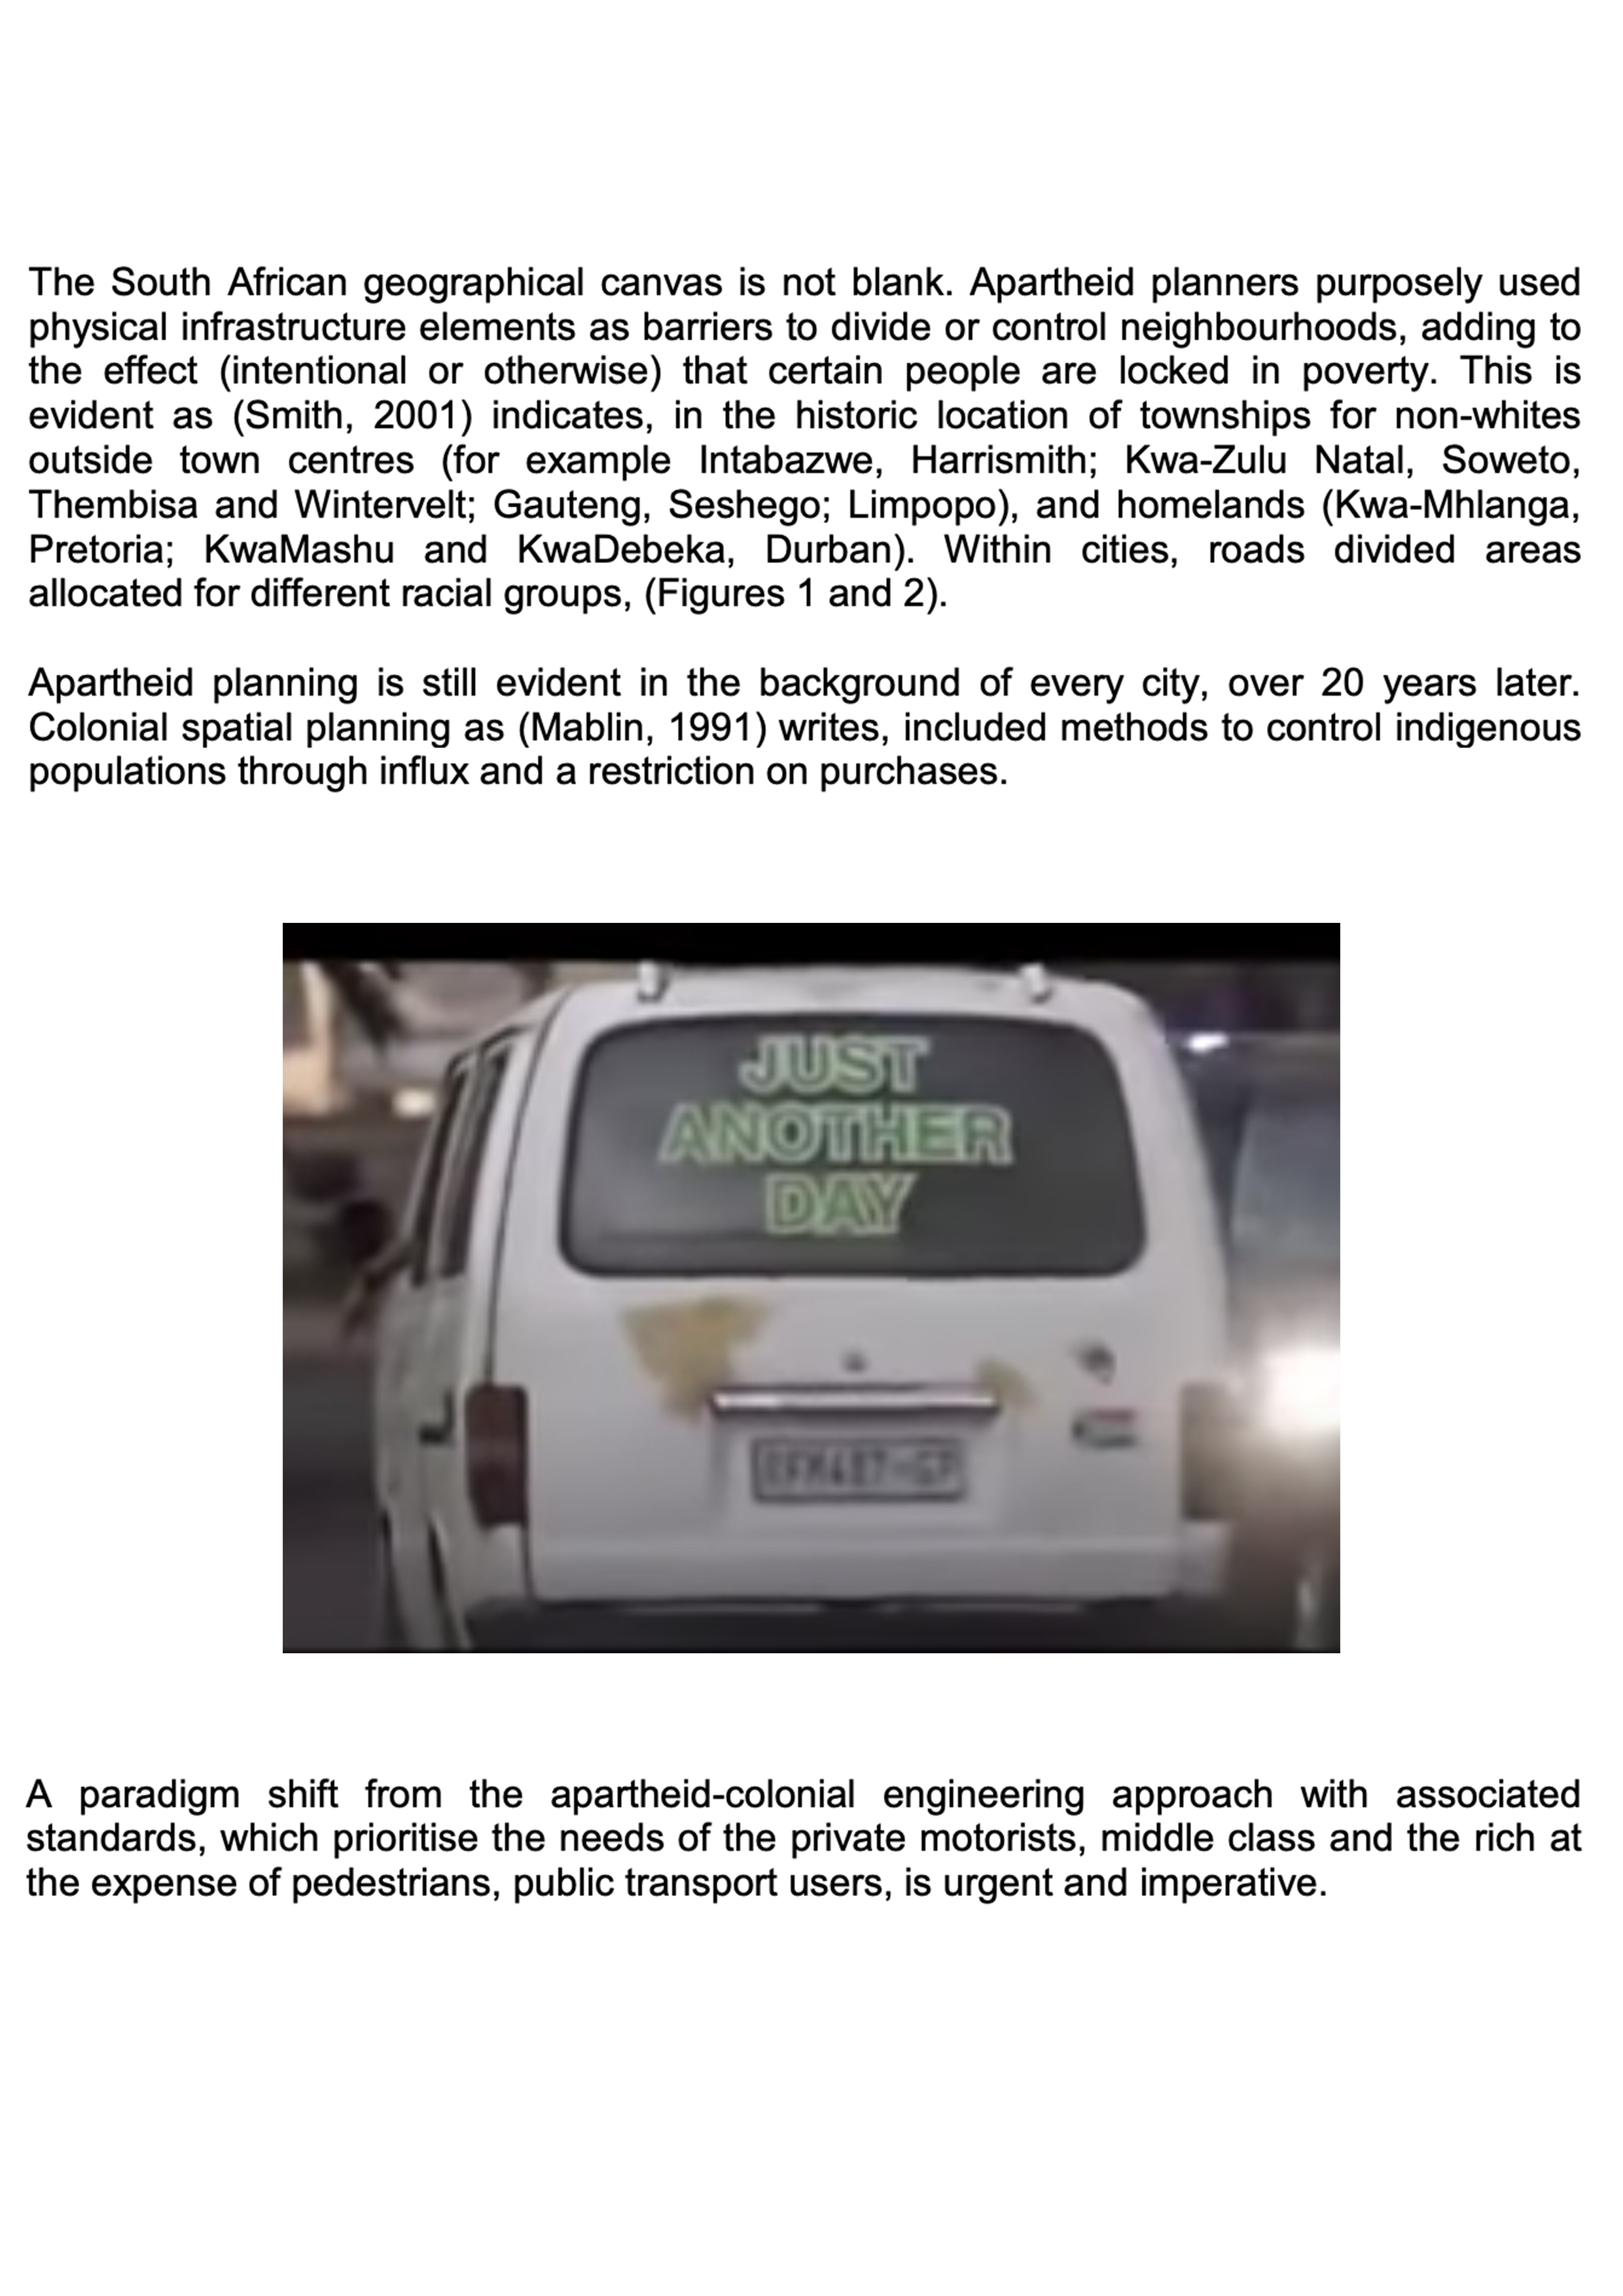 The South African geographical canvas is not blank. Apartheid planners purposely used
physical infrastructure elements as barriers to divide or control neighbourhoods, adding to
the effect (intentional or otherwise) that certain people are locked in poverty. This is
evident as (Smith, 2001) indicates, in the historic location of townships for non-whites
outside town centres (for example Intabazwe, Harrismith; Kwa-Zulu Natal, Soweto,
Thembisa and Wintervelt; Gauteng, Seshego; Limpopo), and homelands (Kwa-Mhlanga,
Pretoria; KwaMashu and KwaDebeka, Durban). Within cities, roads divided areas
allocated for different racial groups, (Figures 1 and 2).
Apartheid planning is still evident in the background of every city, over 20 years later.
Colonial spatial planning as (Mablin, 1991) writes, included methods to control indigenous
populations through influx and a restriction on purchases.
JUST
ANOTHER
DAY
A paradigm shift from the apartheid-colonial engineering approach with associated
standards, which prioritise the needs of the private motorists, middle class and the rich at
the expense of pedestrians, public transport users, is urgent and imperative.